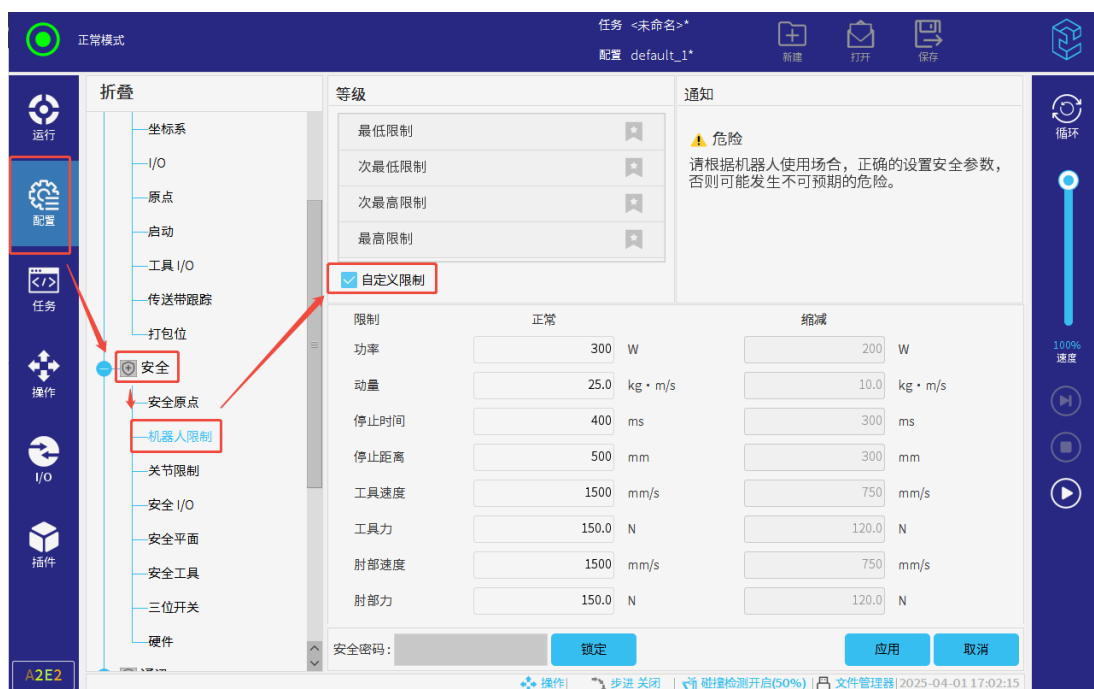 正常模式
任务 <未命名>*
配置 default_1*
新建
打开
保存
运行
配置
任务
操作
I/O
插件
A2E2
折叠
坐标系
I/O
原点
启动
工具 I/O
传送带跟踪
打包位
安全
安全原点
机器人限制
关节限制
安全 I/O
安全平面
安全工具
三位开关
硬件
等级
最低限制
次最低限制
次最高限制
最高限制
自定义限制
通知
危险
请根据机器人使用场合，正确的设置安全参数，
否则可能发生不可预期的危险。
限制 正常 缩减
功率 300 W 200 W
动量 25.0 kg·m/s 10.0 kg·m/s
停止时间 400 ms 300 ms
停止距离 500 mm 300 mm
工具速度 1500 mm/s 750 mm/s
工具力 150.0 N 120.0 N
肘部速度 1500 mm/s 750 mm/s
肘部力 150.0 N 120.0 N
安全密码: 锁定 应用 取消
循环
100%
速度
操作| 步进 关闭 | 碰撞检测开启(50%) | 文件管理器|2025-04-01 17:02:15